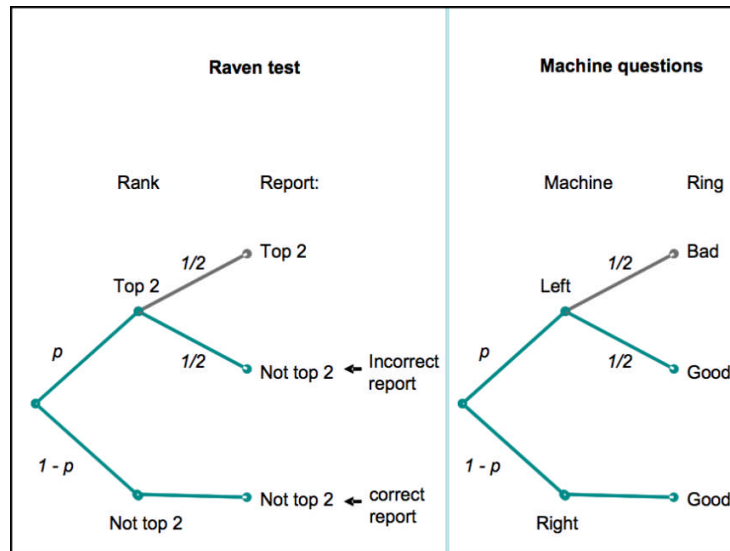 Raven test
Machine questions
Rank
Report:
Machine
Ring
1/2
Top 2
Top 2
1/2
Bad
Left
p
1/2
Not top 2
Incorrect
report
p
1/2
Good
1 - p
Not top 2
Not top 2
correct
report
1 - p
Right
Good